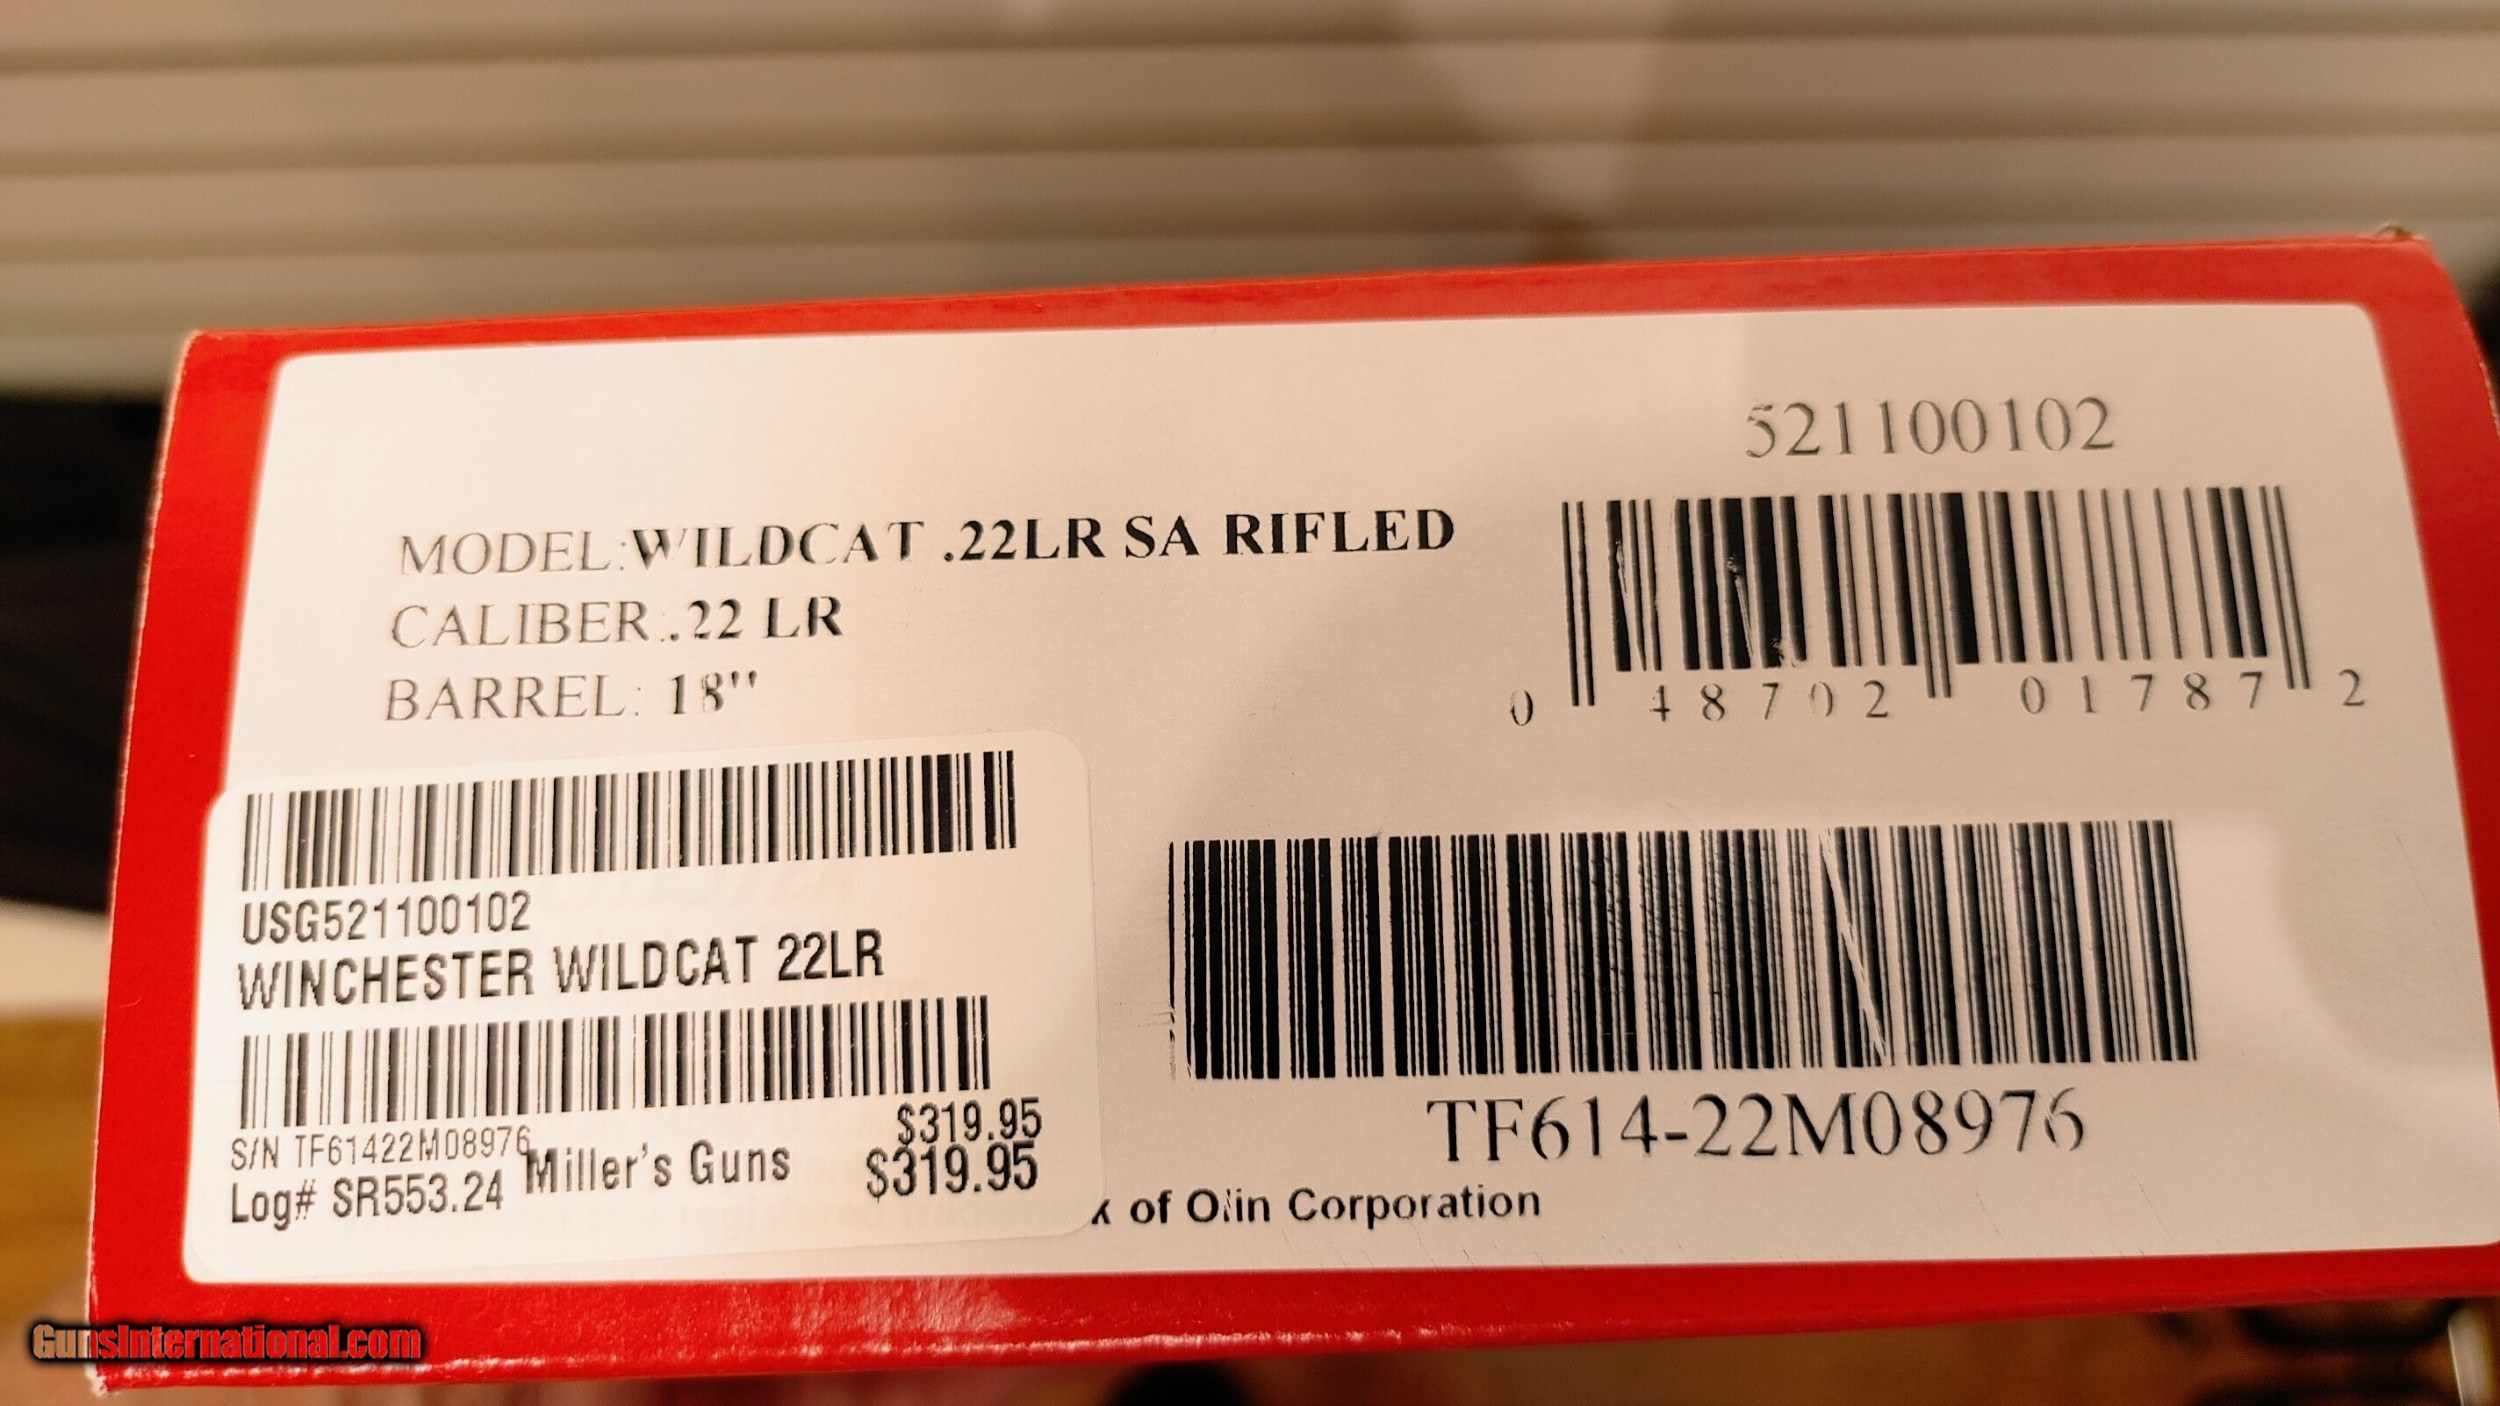 521100102
MODEL:WILDCAT .22LR SA RIFLED
CALIBER:.22 LR
BARREL: 18"
0 48702 01787 2
USG521100102
WINCHESTER WILDCAT 22LR
S/N TF61422M08976
$319.95
Log# SR553.24 Miller's Guns $319.95
TF614-22M08976
of Olin Corporation
GunsInternational.com